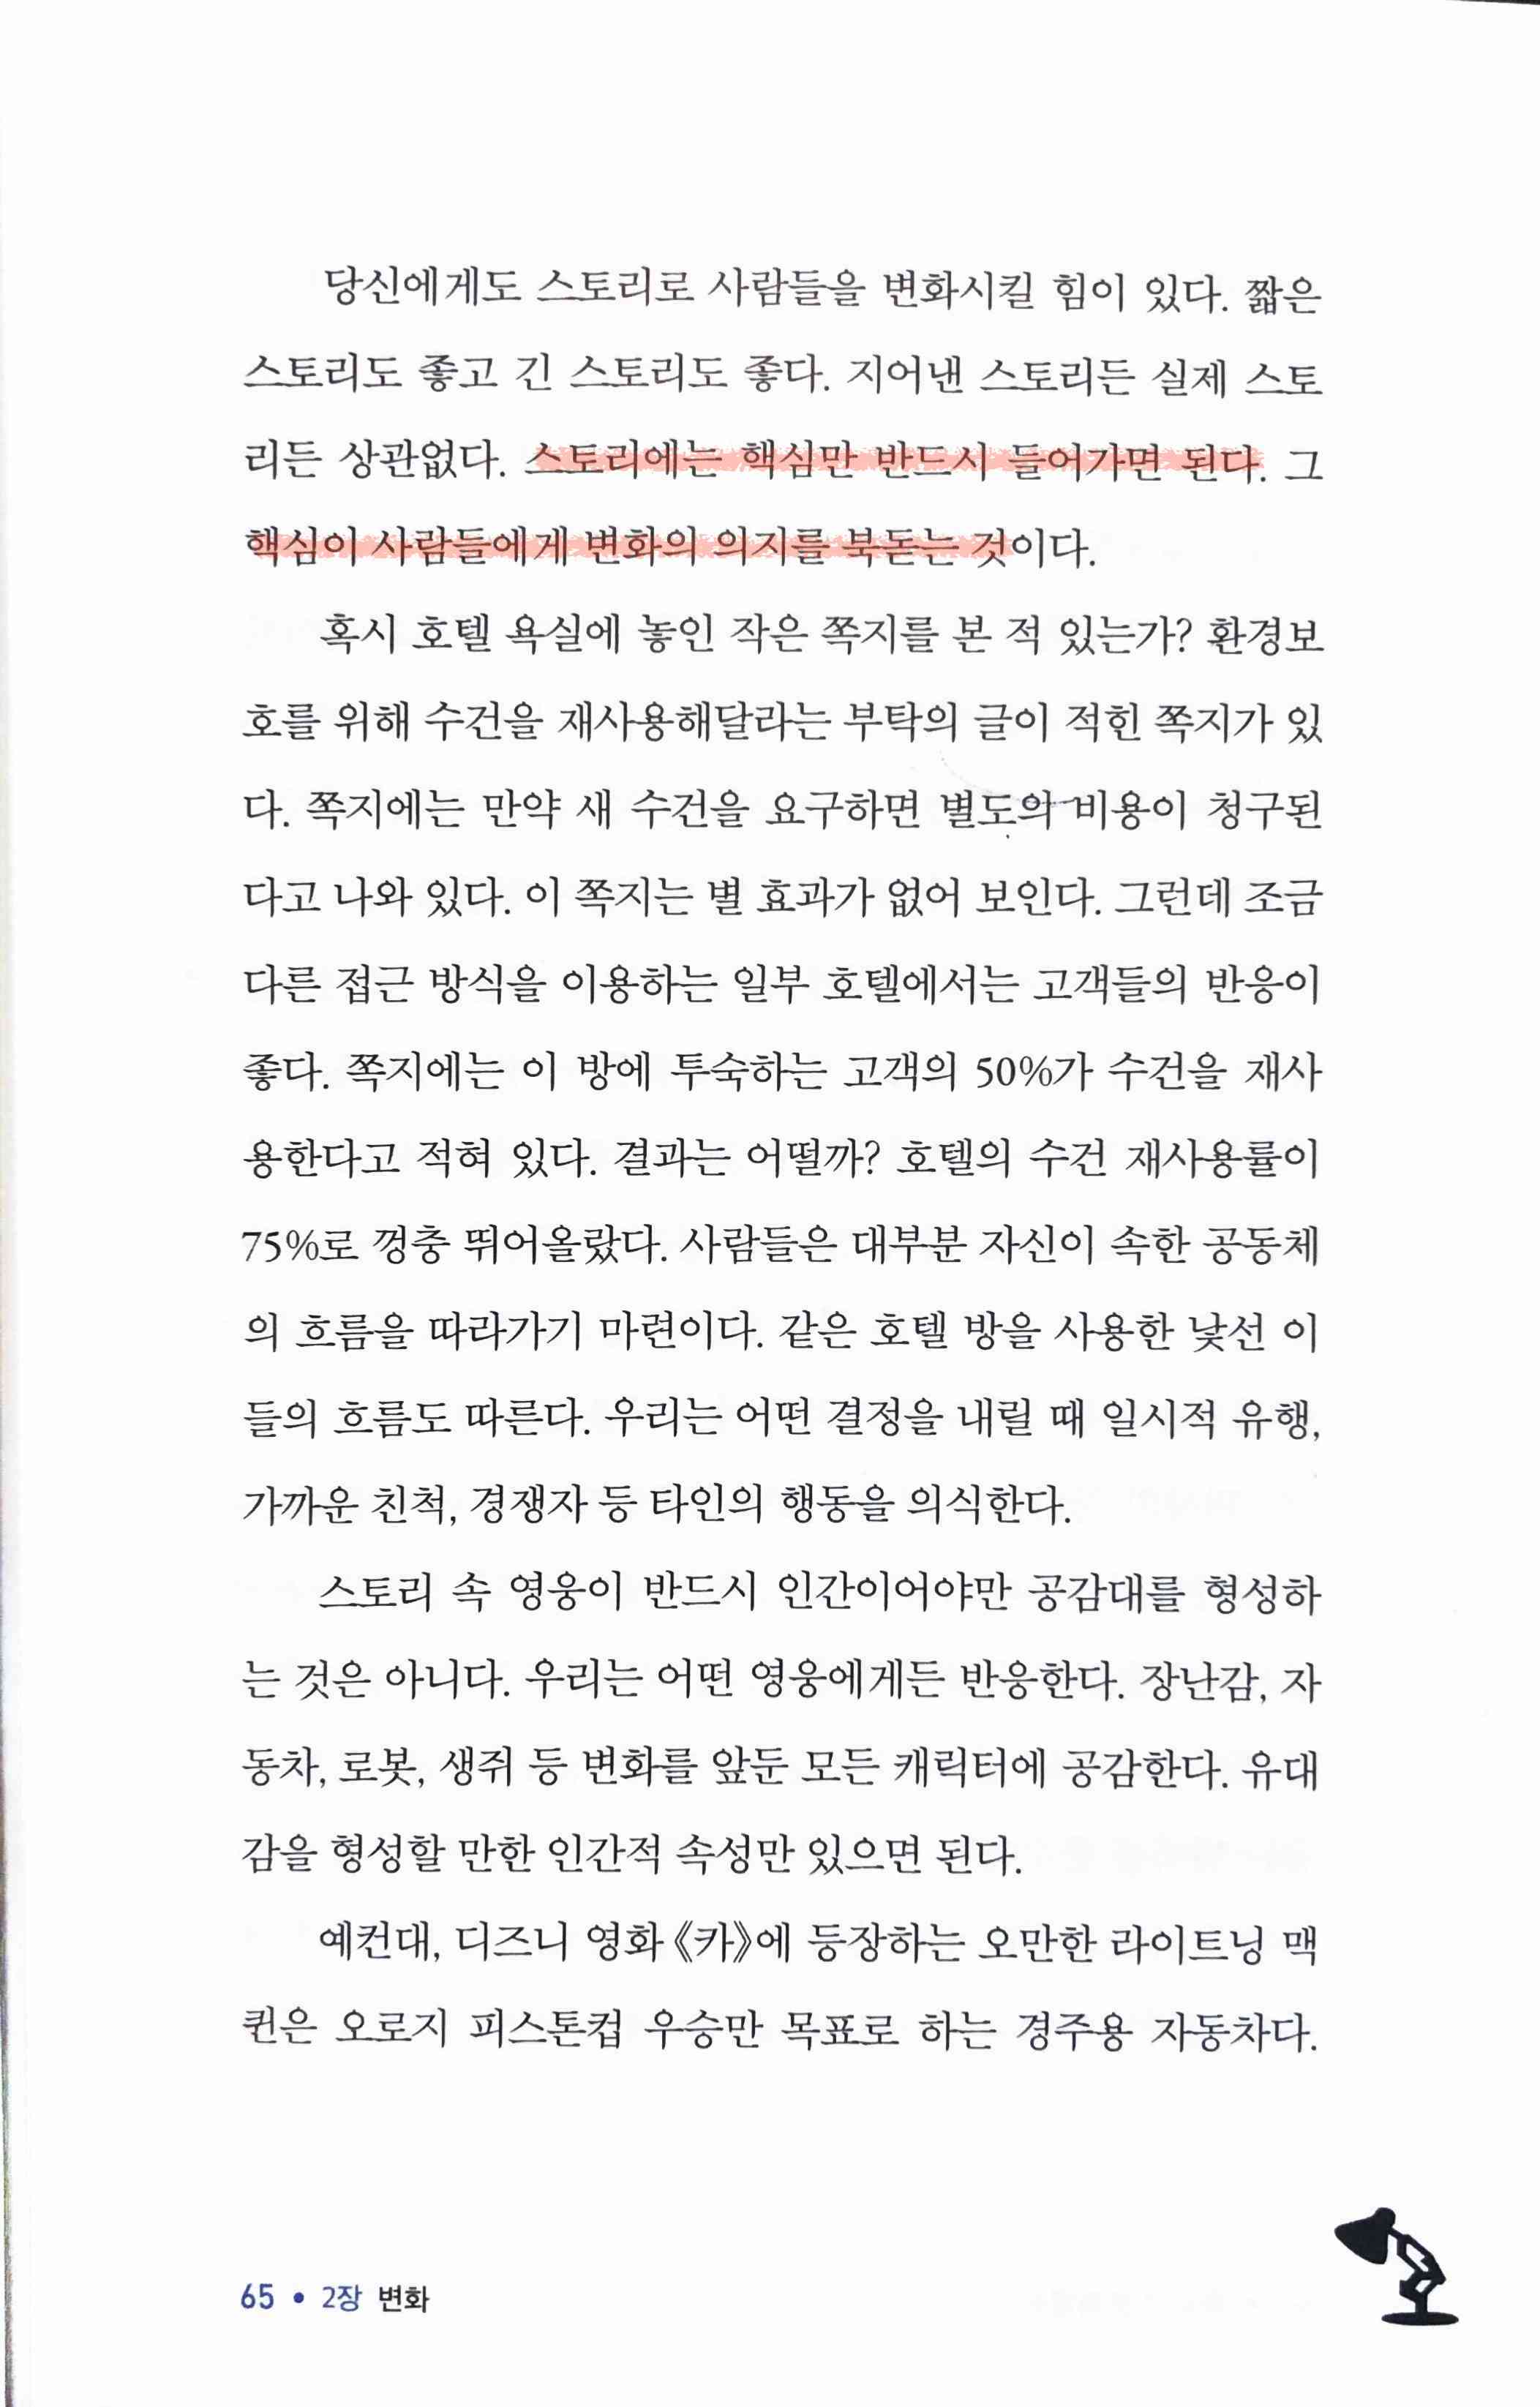 당신에게도 스토리로 사람들을 변화시킬 힘이 있다. 짧은
스토리도 좋고 긴 스토리도 좋다. 지어낸 스토리든 실제 스토
리든 상관없다. 스토리에는 핵심만 반드시 들어가면 된다. 그
핵심이 사람들에게 변화의 의지를 북돋는 것이다.
혹시 호텔 욕실에 놓인 작은 쪽지를 본 적 있는가? 환경보
호를 위해 수건을 재사용해달라는 부탁의 글이 적힌 쪽지가 있
다. 쪽지에는 만약 새 수건을 요구하면 별도의 비용이 청구된
다고 나와 있다. 이 쪽지는 별 효과가 없어 보인다. 그런데 조금
다른 접근 방식을 이용하는 일부 호텔에서는 고객들의 반응이
좋다. 쪽지에는 이 방에 투숙하는 고객의 50%가 수건을 재사
용한다고 적혀 있다. 결과는 어떨까? 호텔의 수건 재사용률이
75%로 껑충 뛰어올랐다. 사람들은 대부분 자신이 속한 공동체
의 흐름을 따라가기 마련이다. 같은 호텔 방을 사용한 낯선 이
들의 흐름도 따른다. 우리는 어떤 결정을 내릴 때 일시적 유행,
가까운 친척, 경쟁자 등 타인의 행동을 의식한다.
스토리 속 영웅이 반드시 인간이어야만 공감대를 형성하
는 것은 아니다. 우리는 어떤 영웅에게든 반응한다. 장난감, 자
동차, 로봇, 생쥐 등 변화를 앞둔 모든 캐릭터에 공감한다. 유대
감을 형성할 만한 인간적 속성만 있으면 된다.
예컨대, 디즈니 영화 《카》에 등장하는 오만한 라이트닝 맥
퀸은 오로지 피스톤컵 우승만 목표로 하는 경주용 자동차다.
65 • 2장 변화